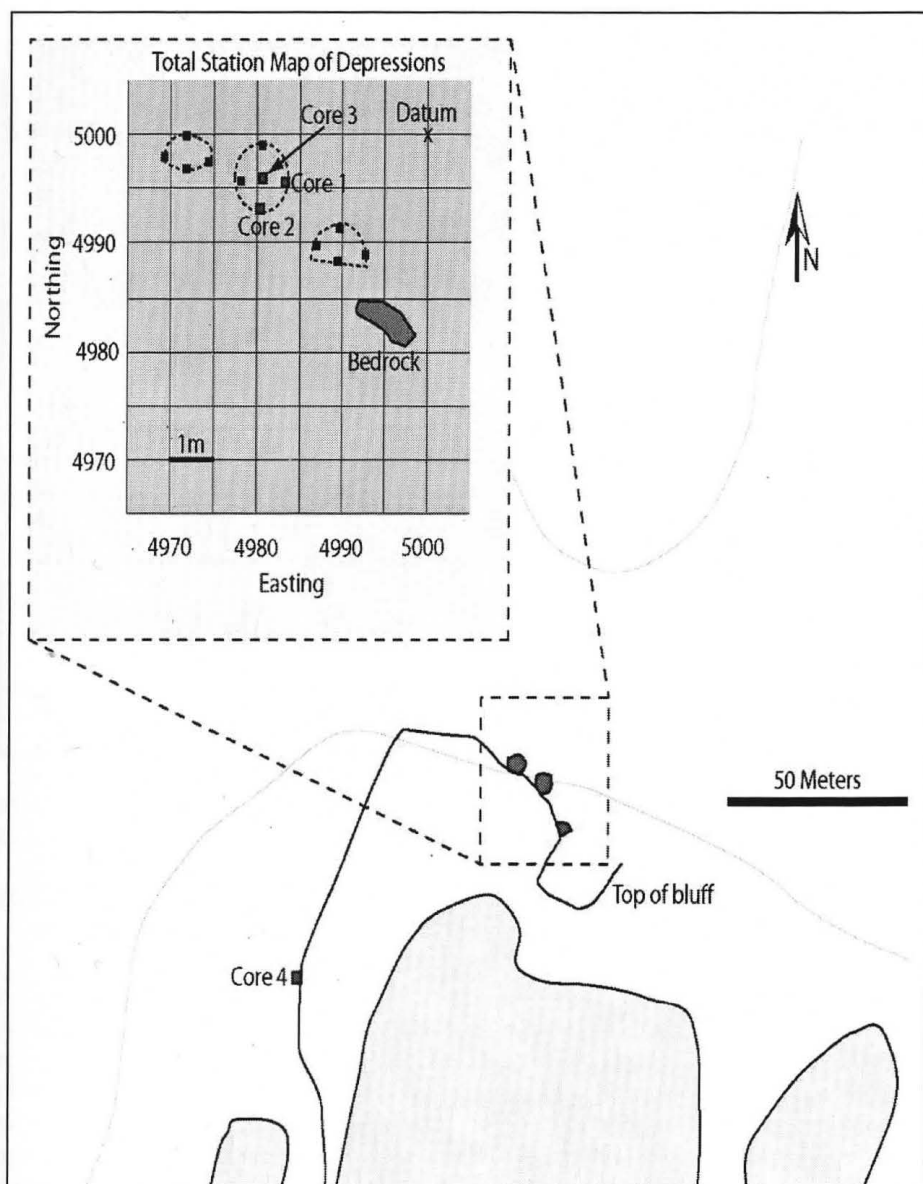 Total Station Map of Depressions
Core 3
Datum
5000
Core 1
Core 2
4990
Northing
4980
Bedrock
1m
4970
4970 4980 4990 5000
Easting
N
50 Meters
Top of bluff
Core 4